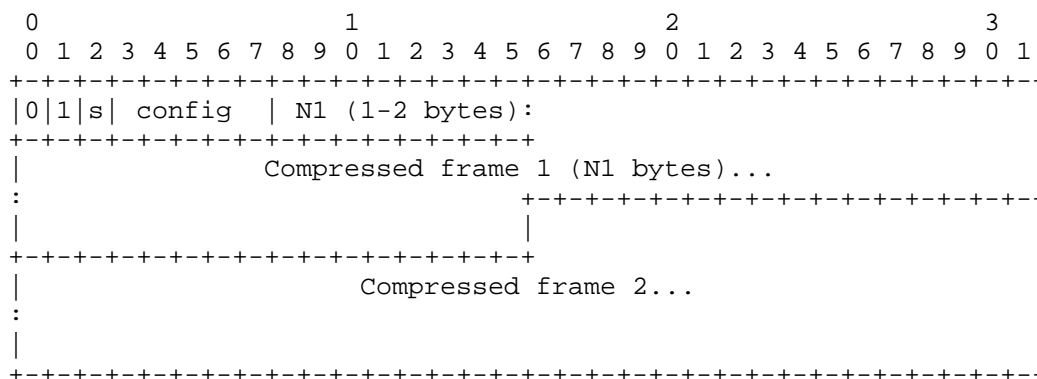 0                   1                   2                   3
 0 1 2 3 4 5 6 7 8 9 0 1 2 3 4 5 6 7 8 9 0 1 2 3 4 5 6 7 8 9 0 1
+-+-+-+-+-+-+-+-+-+-+-+-+-+-+-+-+-+-+-+-+-+-+-+-+-+-+-+-+-+-+-+-
|0|1|s| config  | N1 (1-2 bytes):
+-+-+-+-+-+-+-+-+-+-+-+-+-+-+-+-+
|               Compressed frame 1 (N1 bytes)...
:                               +-+-+-+-+-+-+-+-+-+-+-+-+-+-+-+-
|                               |
+-+-+-+-+-+-+-+-+-+-+-+-+-+-+-+-+
|                     Compressed frame 2...
:
|
+-+-+-+-+-+-+-+-+-+-+-+-+-+-+-+-+-+-+-+-+-+-+-+-+-+-+-+-+-+-+-+-